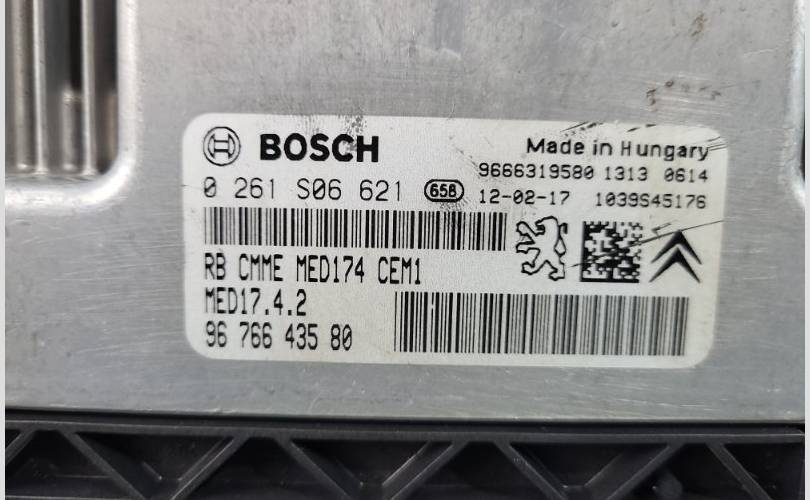 BOSCH
Made in Hungary
9666319580 1313 0614
0 261 S06 621 658 12-02-17 1039S45176
RB CMME MED174 CEM1
MED17.4.2
96 766 435 80